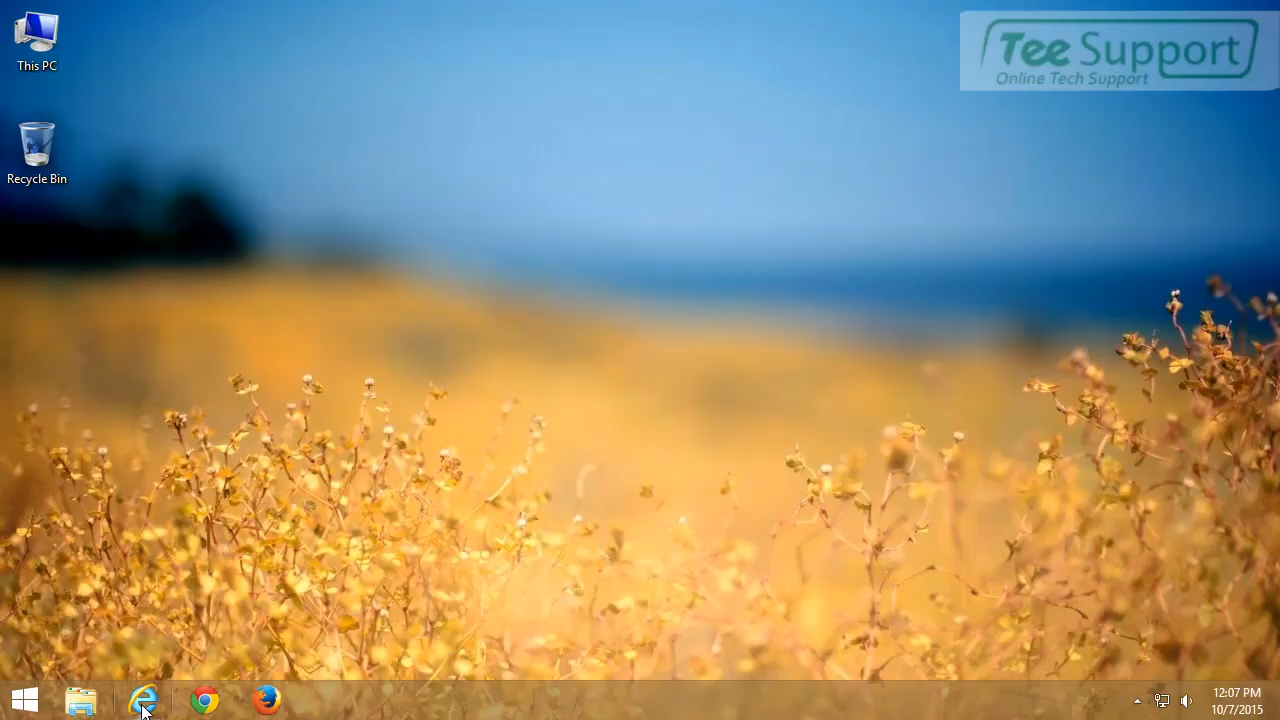 This PC
Tee Support
Online Tech Support
Recycle Bin
12:07 PM
10/7/2015